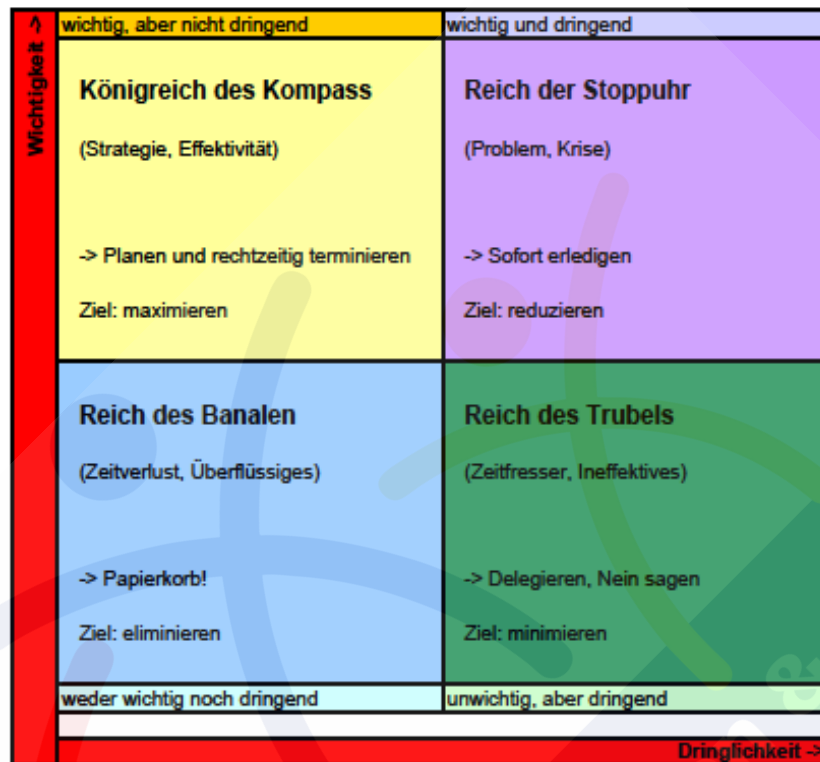 Wichtigkeit ->
wichtig, aber nicht dringend
wichtig und dringend
Königreich des Kompass
(Strategie, Effektivität)
-> Planen und rechtzeitig terminieren
Ziel: maximieren
Reich der Stoppuhr
(Problem, Krise)
-> Sofort erledigen
Ziel: reduzieren
Reich des Banalen
(Zeitverlust, Überflüssiges)
-> Papierkorb!
Ziel: eliminieren
Reich des Trubels
(Zeitfresser, Ineffektives)
-> Delegieren, Nein sagen
Ziel: minimieren
weder wichtig noch dringend
unwichtig, aber dringend
Dringlichkeit ->